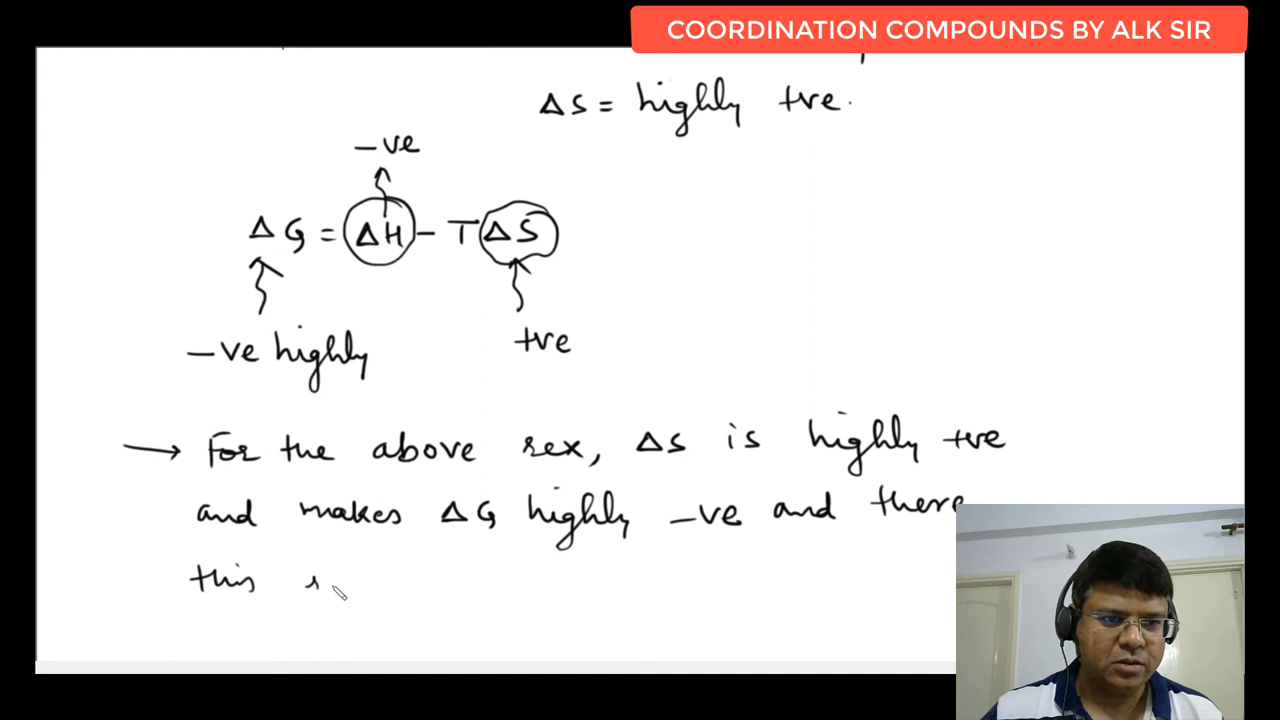 COORDINATION COMPOUNDS BY ALK SIR
ΔS = highly +ve.
-ve
ΔG = ΔH - TΔS
-ve highly +ve
→ For the above rex, ΔS is highly +ve
and makes ΔG highly -ve and there
this